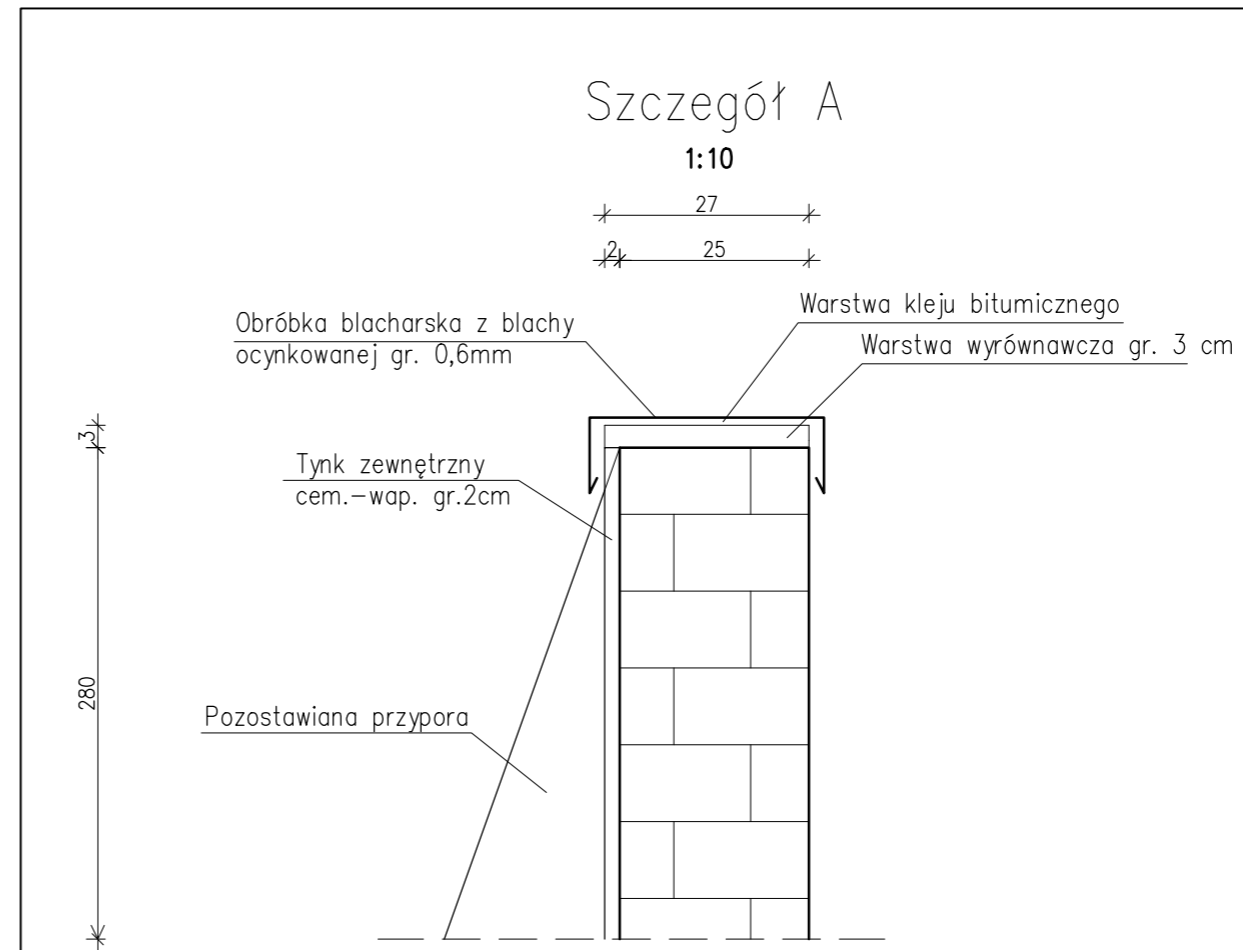 Szczegół A
1:10
27
2
25
Warstwa kleju bitumicznego
Obróbka blacharska z blachy
ocynkowanej gr. 0,6mm
Warstwa wyrównawcza gr. 3 cm
3
Tynk zewnętrzny
cem.-wap. gr.2cm
280
Pozostawiana przypora